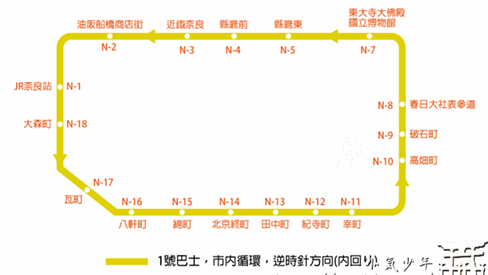 油阪船橋商店街
N-2
近鐵奈良
N-3
縣廳前
N-4
縣廳東
N-5
東大寺大佛殿
國立博物館
N-7
JR奈良站
N-1
大森町
N-18
N-8
春日大社表參道
N-9
破石町
N-10
高畑町
N-17
瓦町
N-16
八軒町
N-15
綿町
N-14
北京終町
N-13
田中町
N-12
紀寺町
N-11
幸町
1號巴士，市內循環，逆時針方向(內回り)
氣少年